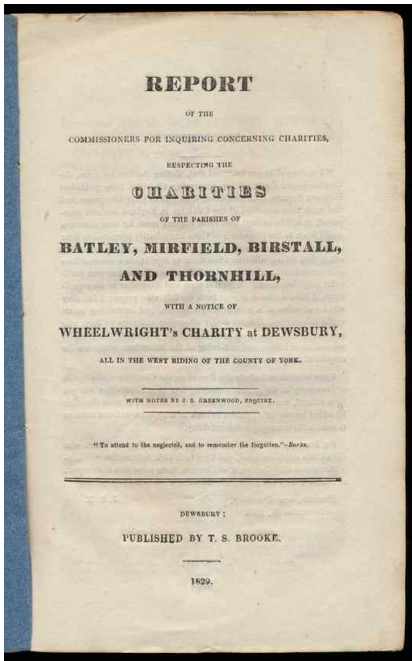 REPORT
OF THE
COMMISSIONERS FOR INQUIRING CONCERNING CHARITIES,
RESPECTING THE
CHARITIES
OF THE PARISHES OF
BATLEY, MIRFIELD, BIRSTALL,
AND THORNHILL,
WITH A NOTICE OF
WHEELWRIGHT's CHARITY at DEWSBURY,
ALL IN THE WEST RIDING OF THE COUNTY OF YORK.
WITH NOTES BY J. B. GREENWOOD, ESQUIRE.
"To attend to the neglected, and to remember the forgotten."—Burke.
DEWSBURY:
PUBLISHED BY T. S. BROOKE.
1829.